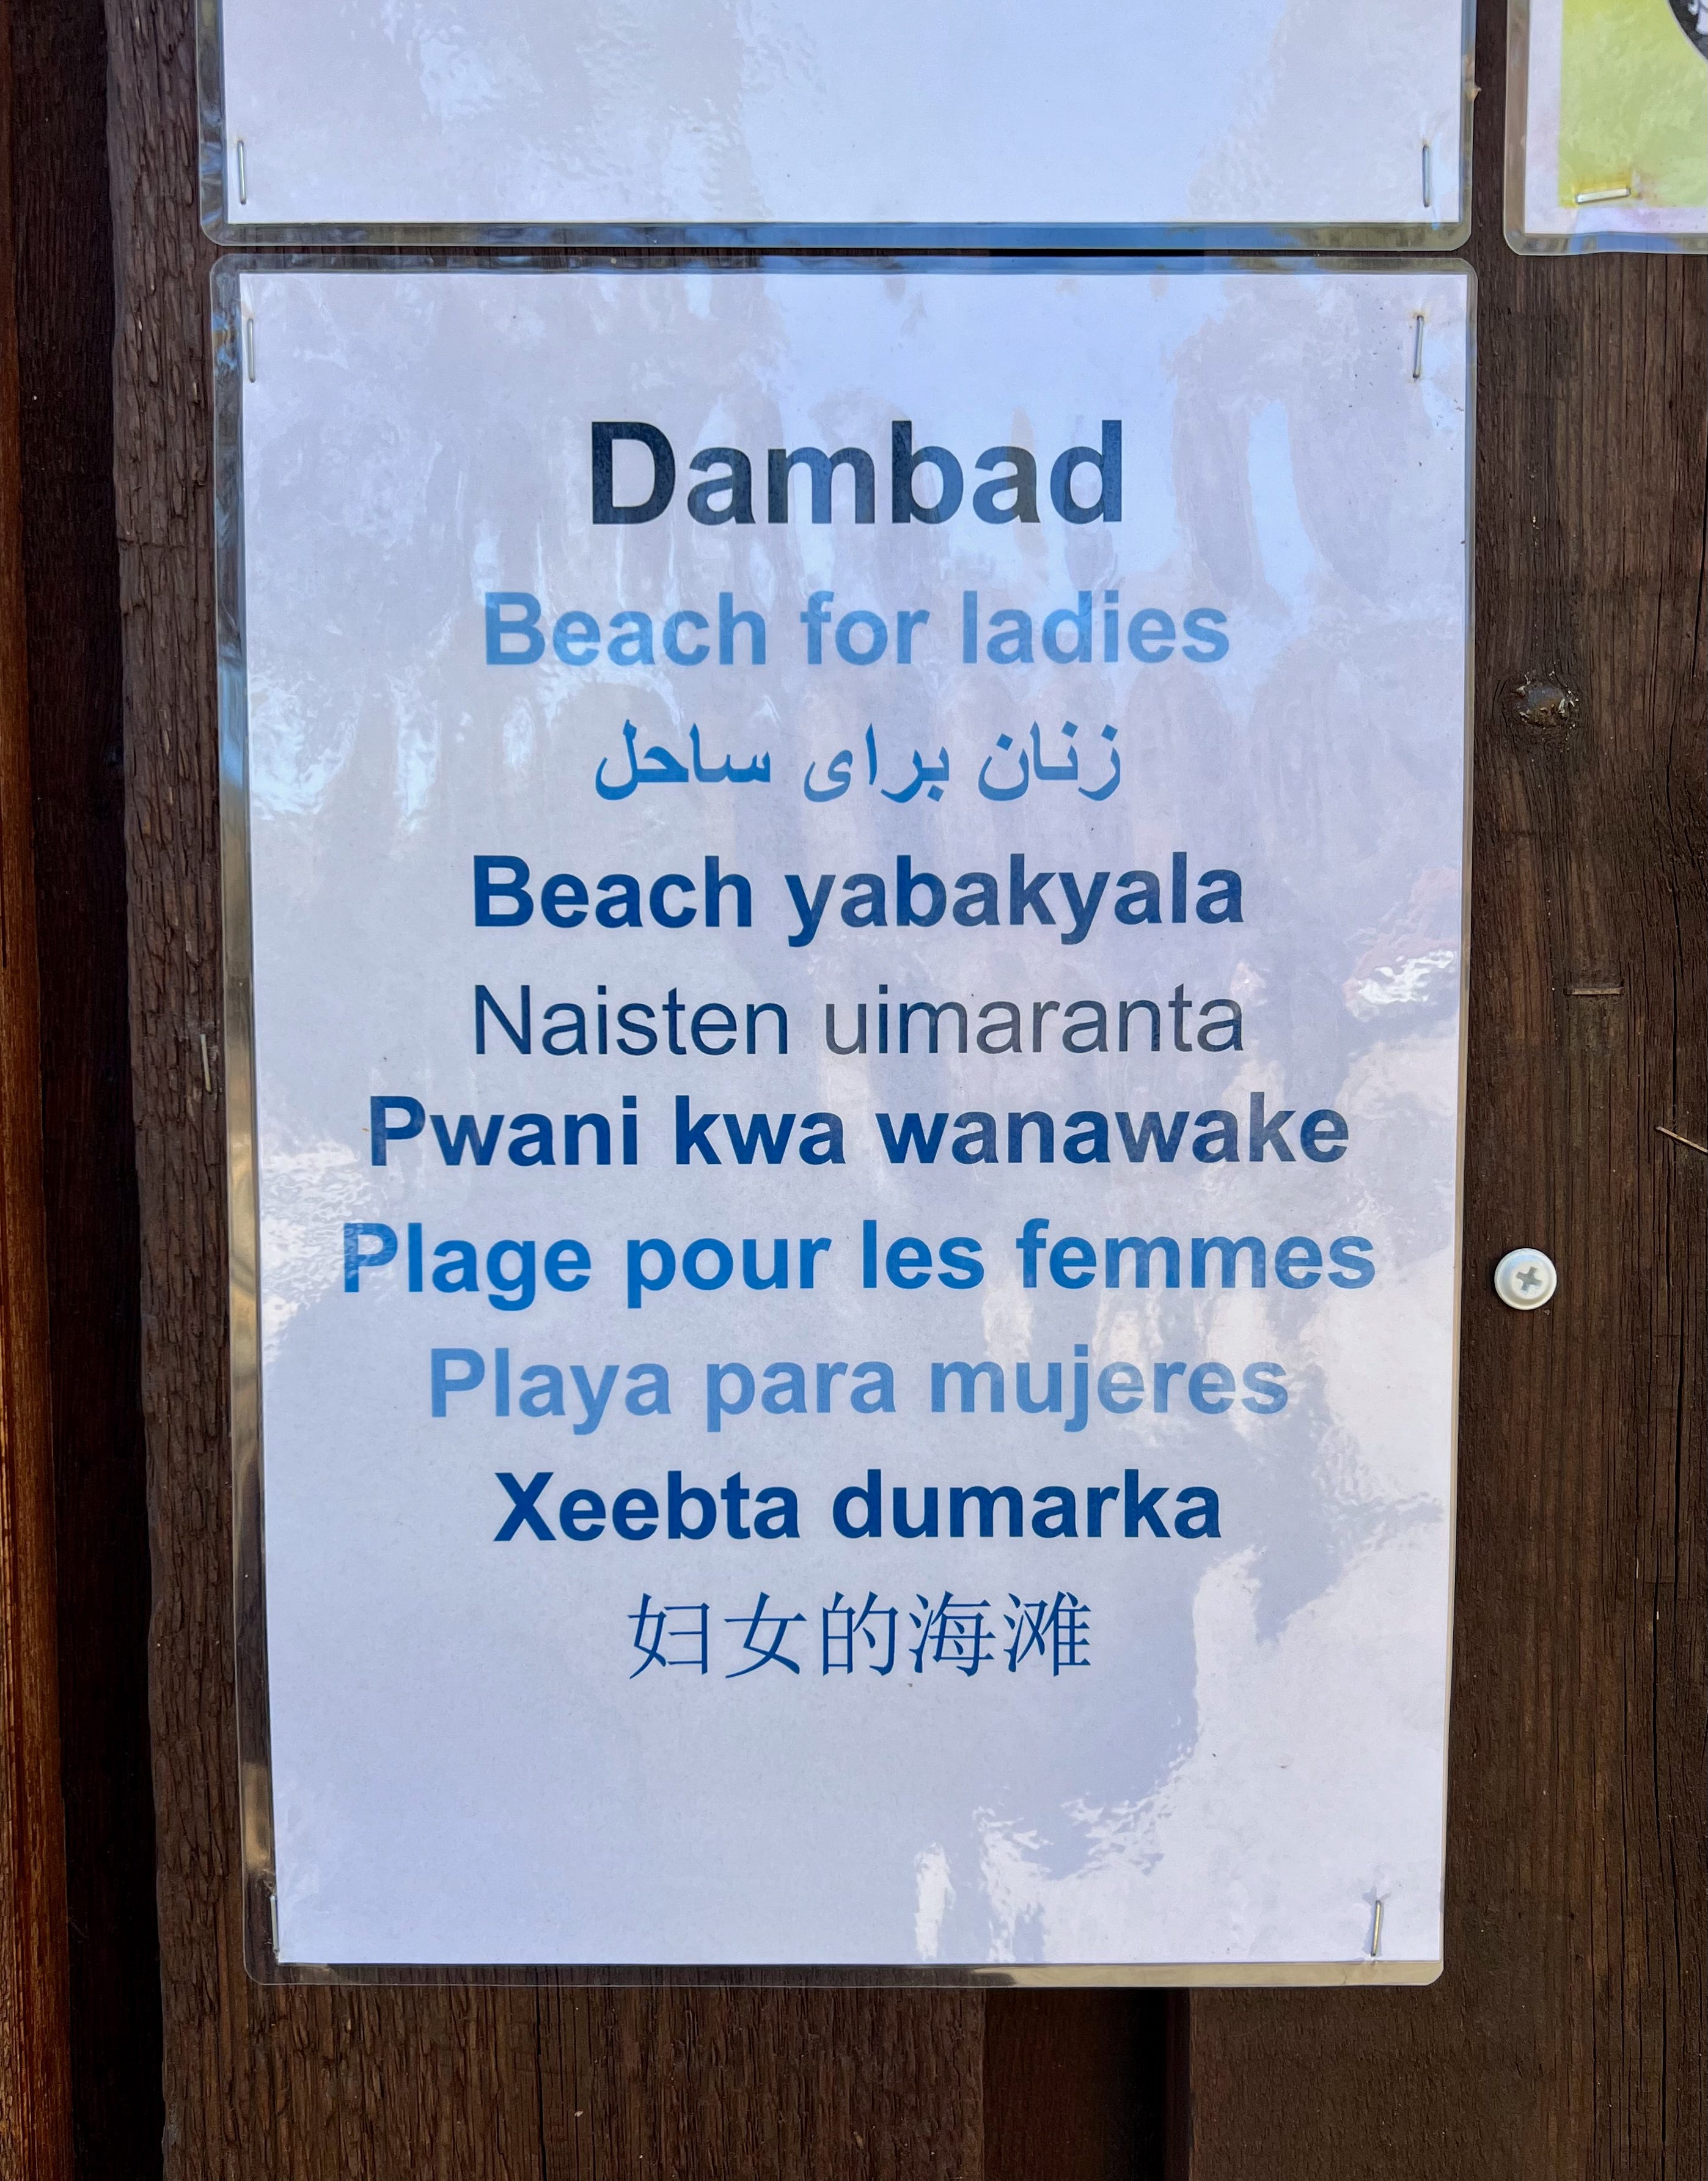 Dambad
Beach for ladies
زنان برای ساحل
Beach yabakyala
Naisten uimaranta
Pwani kwa wanawake
Plage pour les femmes
Playa para mujeres
Xeebta dumarka
妇女的海滩